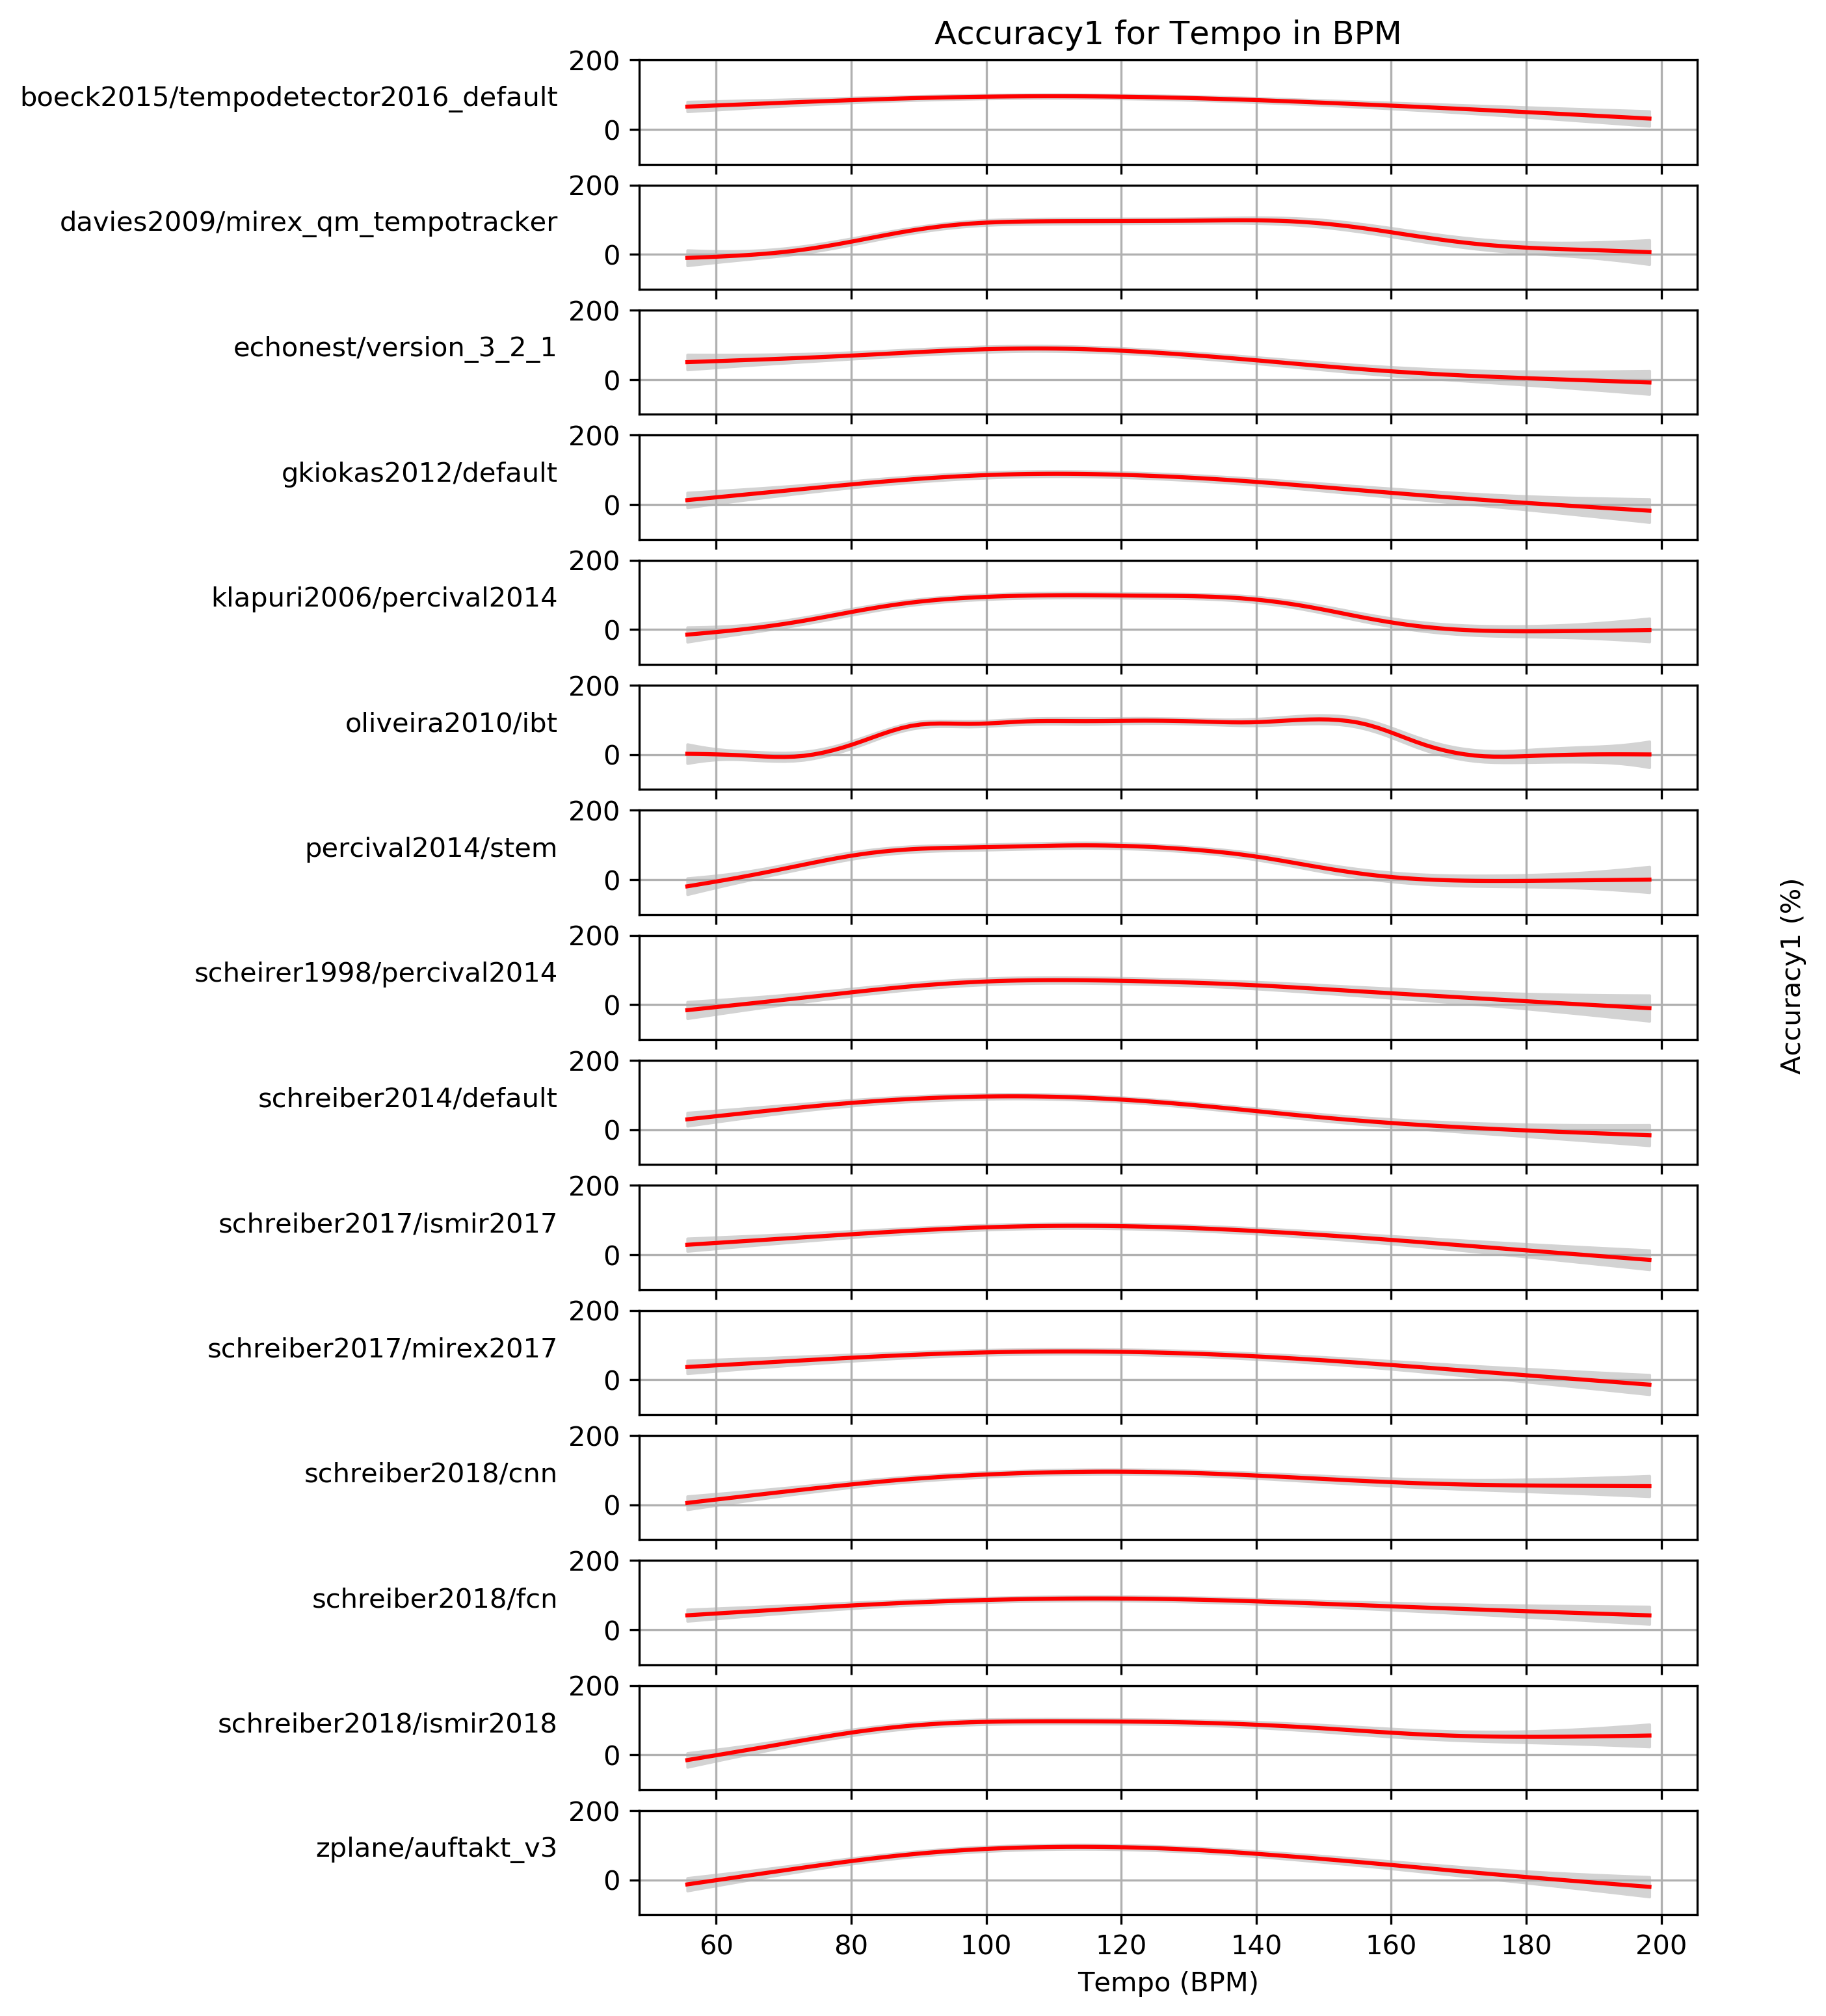 Accuracy1 for Tempo in BPM
200
boeck2015/tempodetector2016_default
0
200
davies2009/mirex_qm_tempotracker
0
200
echonest/version_3_2_1
0
200
gkiokas2012/default
0
200
klapuri2006/percival2014
0
200
oliveira2010/ibt
0
200
percival2014/stem
0
200
scheirer1998/percival2014
0
200
schreiber2014/default
0
200
schreiber2017/ismir2017
0
200
schreiber2017/mirex2017
0
200
schreiber2018/cnn
0
200
schreiber2018/fcn
0
200
schreiber2018/ismir2018
0
200
zplane/auftakt_v3
0
60 80 100 120 140 160 180 200
Tempo (BPM)
Accuracy1 (%)